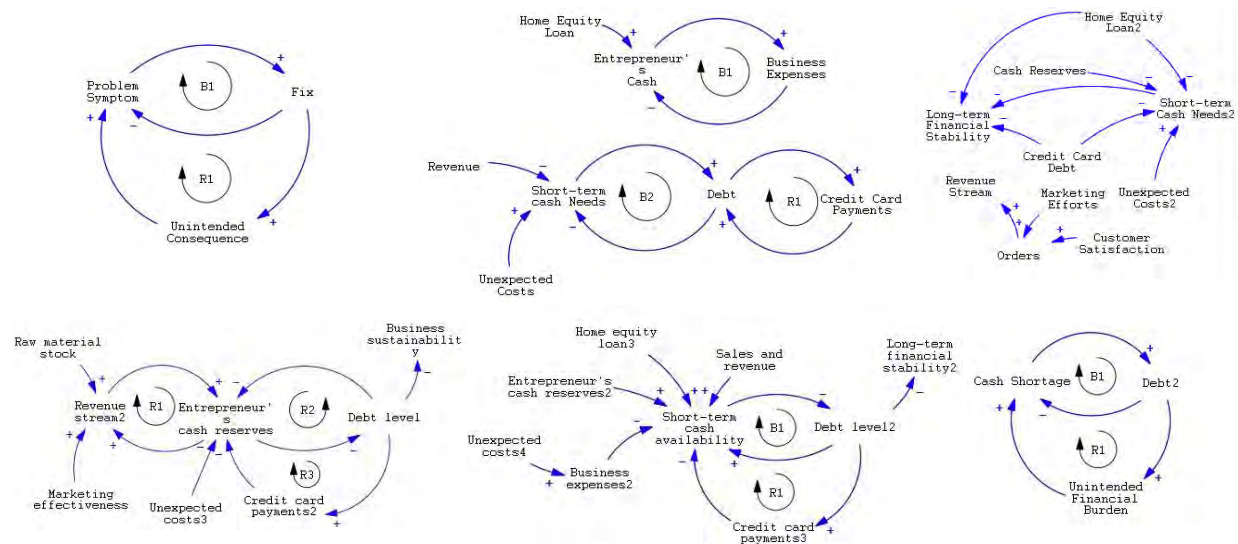 Problem
Symptom
Fix
Unintended
Consequence
B1
R1
+
+
+
-
Home Equity
Loan
Entrepreneur's
s
Cash
Business
Expenses
B1
+
+
-
Revenue
Short-term
cash Needs
Debt
Credit Card
Payments
Unexpected
Costs
B2
R1
-
+
+
-
+
+
Home Equity
Loan2
Cash Reserves
Long-term
Financial
Stability
Short-term
Cash Needs2
Credit Card
Debt
Unexpected
Costs2
Revenue
Stream
Marketing
Efforts
Orders
Customer
Satisfaction
-
-
-
-
-
-
+
+
+
+
Raw material
stock
Revenue
stream2
Marketing
effectiveness
Entrepreneur'
s
cash reserves
Unexpected
costs3
Credit card
payments2
Debt level
Business
sustainabilit
y
R1
R2
R3
+
+
+
+
-
-
-
-
-
+
Home equity
loan3
Sales and
revenue
Entrepreneur's
cash reserves2
Short-term
cash
availability
Unexpected
costs4
Business
expenses2
Credit card
payments3
Debt level2
Long-term
financial
stability2
B1
R1
+
++
-
-
+
-
+
+
-
Cash Shortage
Debt2
Unintended
Financial
Burden
B1
R1
+
-
+
+